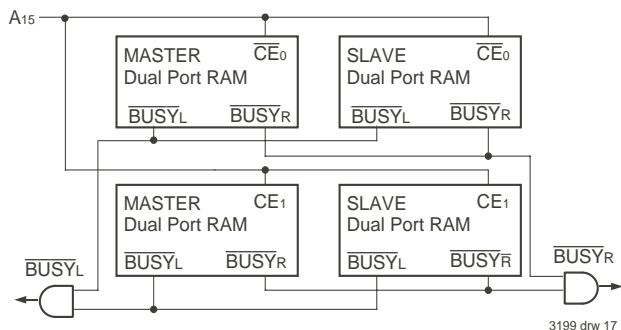 A15
MASTER
Dual Port RAM
CE0
BUSYL
BUSYR
SLAVE
Dual Port RAM
CE0
BUSYL
BUSYR
MASTER
Dual Port RAM
CE1
BUSYL
BUSYR
SLAVE
Dual Port RAM
CE1
BUSYL
BUSYR
BUSYL
BUSYR
3199 drw 17